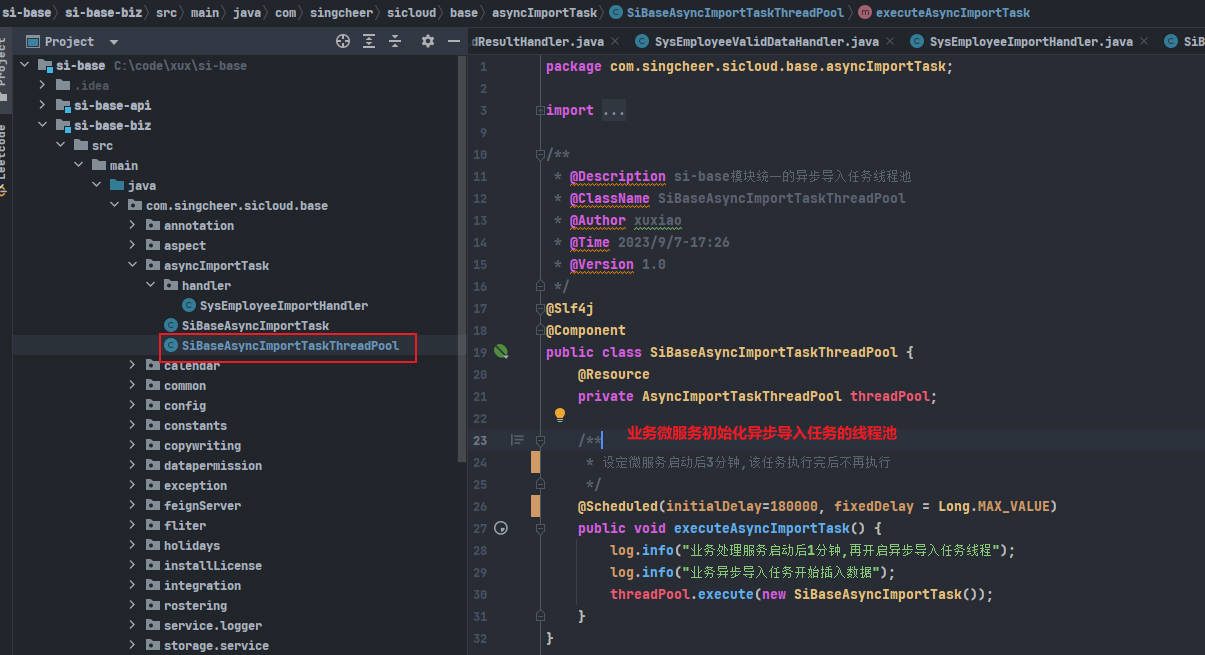 si-base 〉 si-base-biz 〉 src 〉 main 〉 java 〉 com 〉 singcheer 〉 sicloud 〉 base 〉 asyncImportTask 〉 SiBaseAsyncImportTaskThreadPool 〉 executeAsyncImportTask
Project
dResultHandler.java × SysEmployeeValidDataHandler.java × SysEmployeeImportHandler.java × SiB
Project
Leetcode
si-base C:\code\xux\si-base
.idea
si-base-api
si-base-biz
src
main
java
com.singcheer.sicloud.base
annotation
aspect
asyncImportTask
handler
SysEmployeeImportHandler
SiBaseAsyncImportTask
SiBaseAsyncImportTaskThreadPool
calendar
common
config
constants
copywriting
datapermission
exception
feignServer
fliter
holidays
installLicense
integration
rostering
service.logger
storage.service
1 package com.singcheer.sicloud.base.asyncImportTask;
2
3 import ...
9
10 /**
11 * @Description si-base模块统一的异步导入任务线程池
12 * @ClassName SiBaseAsyncImportTaskThreadPool
13 * @Author xuxiao
14 * @Time 2023/9/7-17:26
15 * @Version 1.0
16 */
17 @Slf4j
18 @Component
19 public class SiBaseAsyncImportTaskThreadPool {
20 @Resource
21 private AsyncImportTaskThreadPool threadPool;
22
23 /** 业务微服务初始化异步导入任务的线程池
24 * 设定微服务启动后3分钟,该任务执行完后不再执行
25 */
26 @Scheduled(initialDelay=180000, fixedDelay = Long.MAX_VALUE)
27 public void executeAsyncImportTask() {
28 log.info("业务处理服务启动后1分钟,再开启异步导入任务线程");
29 log.info("业务异步导入任务开始插入数据");
30 threadPool.execute(new SiBaseAsyncImportTask());
31 }
32 }